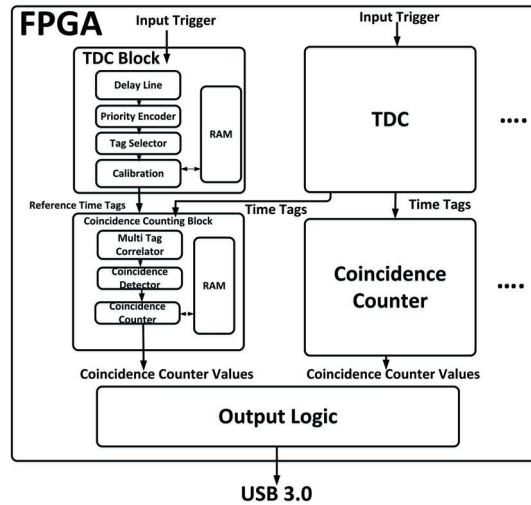 FPGA
Input Trigger
TDC Block
Delay Line
Priority Encoder
Tag Selector
Calibration
RAM
Input Trigger
TDC
....
Reference Time Tags
Time Tags
Time Tags
Coincidence Counting Block
Multi Tag
Correlator
Coincidence
Detector
Coincidence
Counter
RAM
Coincidence
Counter
....
Coincidence Counter Values
Coincidence Counter Values
Output Logic
USB 3.0